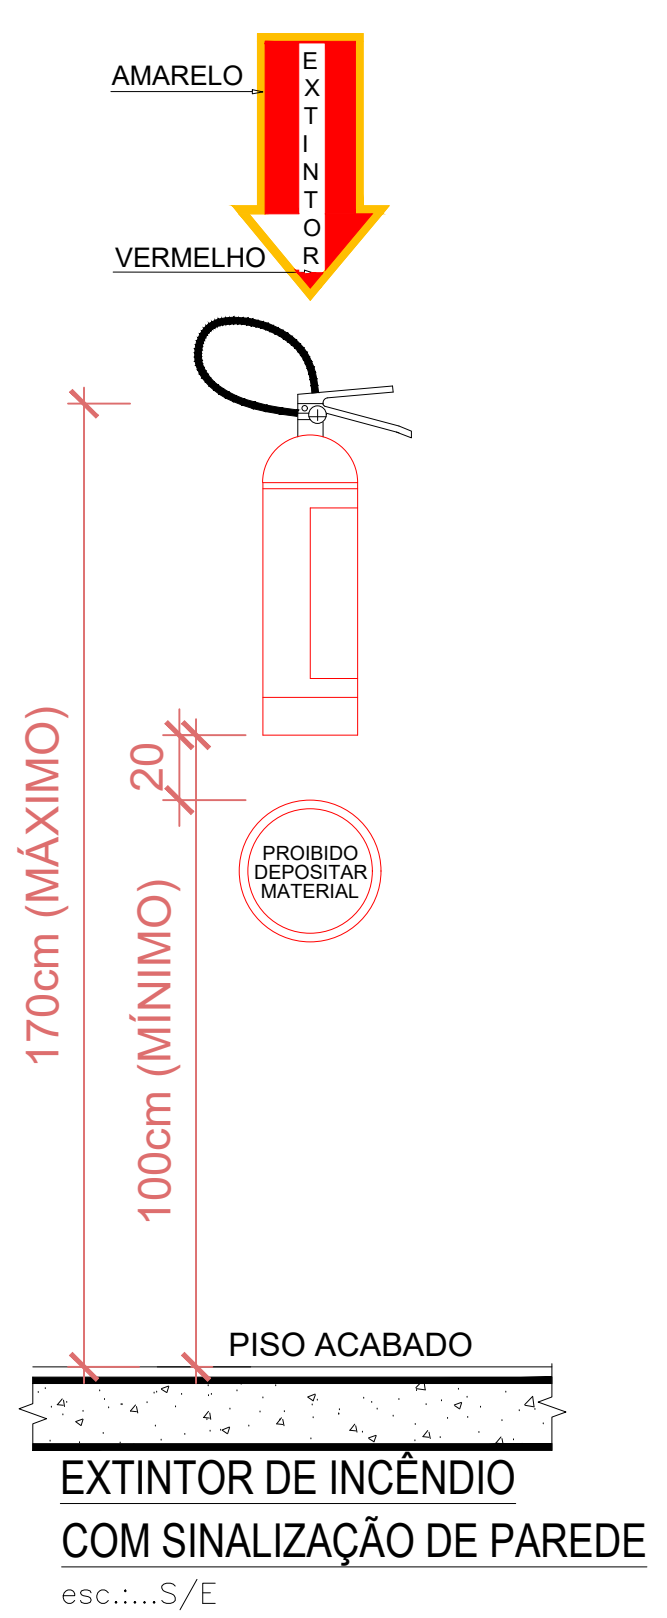 AMARELO
EXTINTOR
VERMELHO
170cm (MÁXIMO)
20
100cm (MÍNIMO)
PROIBIDO
DEPOSITAR
MATERIAL
PISO ACABADO
EXTINTOR DE INCÊNDIO
COM SINALIZAÇÃO DE PAREDE
esc.:...S/E